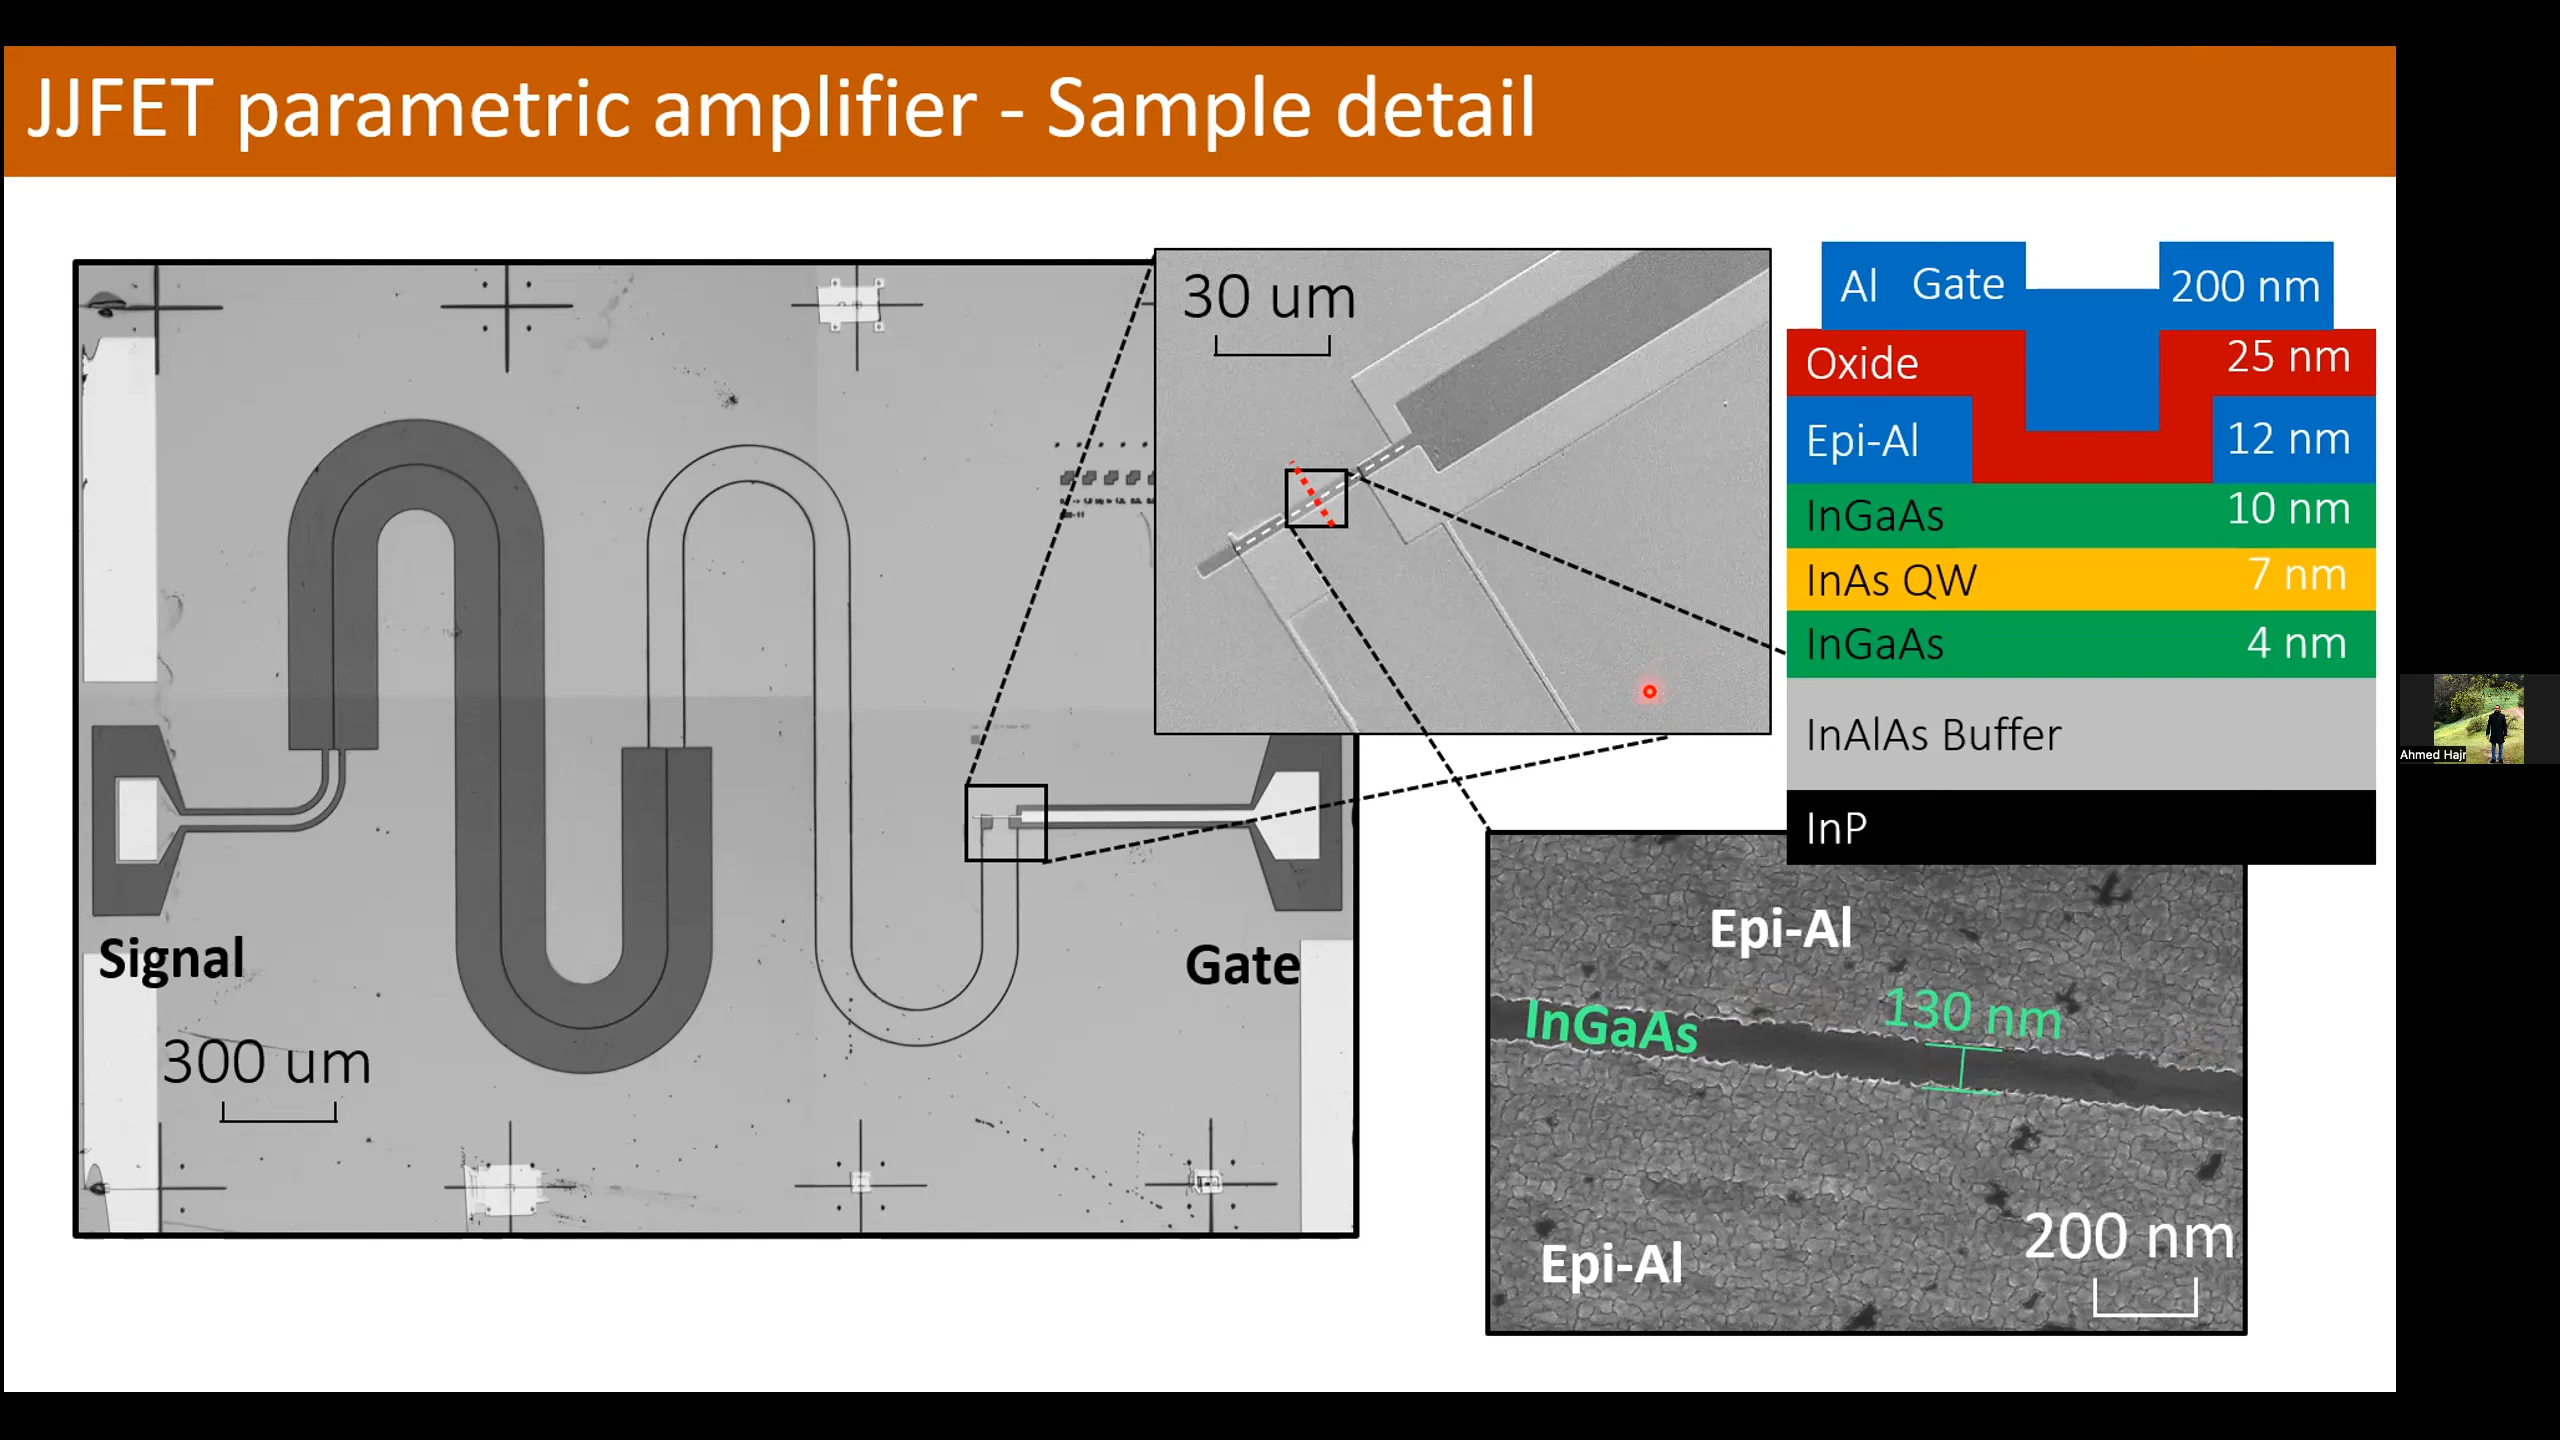 JJFET parametric amplifier - Sample detail
30 um
Signal
300 um
Gate
Al Gate 200 nm
Oxide 25 nm
Epi-Al 12 nm
InGaAs 10 nm
InAs QW 7 nm
InGaAs 4 nm
InAlAs Buffer
InP
Epi-Al
InGaAs
130 nm
Epi-Al
200 nm
Ahmed Hajr